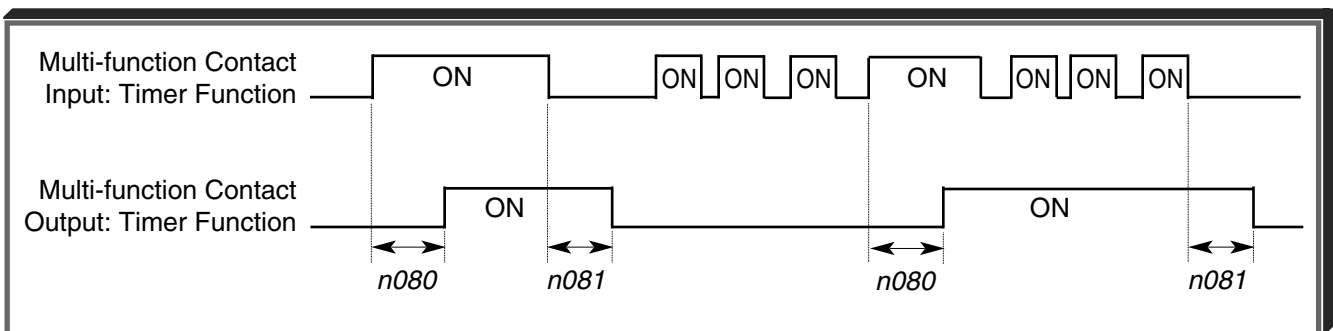 Multi-function Contact
Input: Timer Function
ON
ON
ON
ON
ON
ON
ON
ON
Multi-function Contact
Output: Timer Function
ON
ON
n080
n081
n080
n081